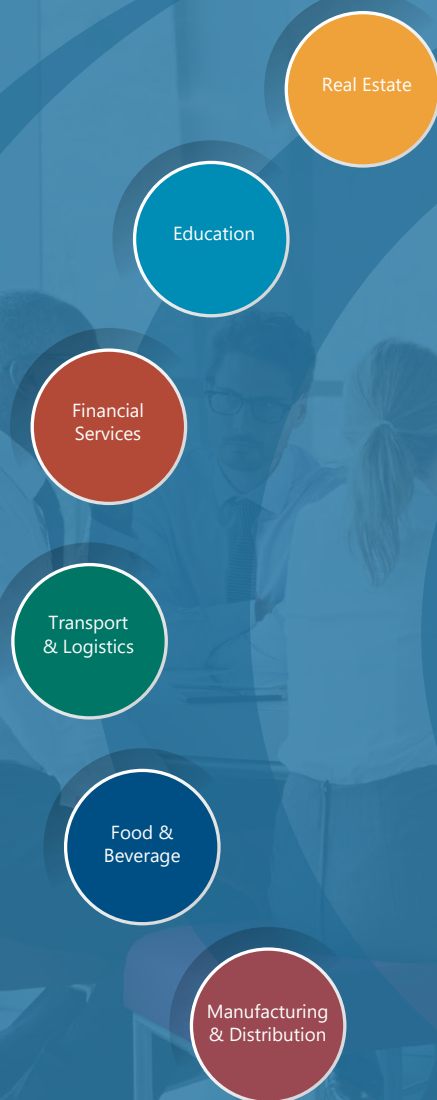 Real Estate
Education
Financial
Services
Transport
& Logistics
Food &
Beverage
Manufacturing
& Distribution